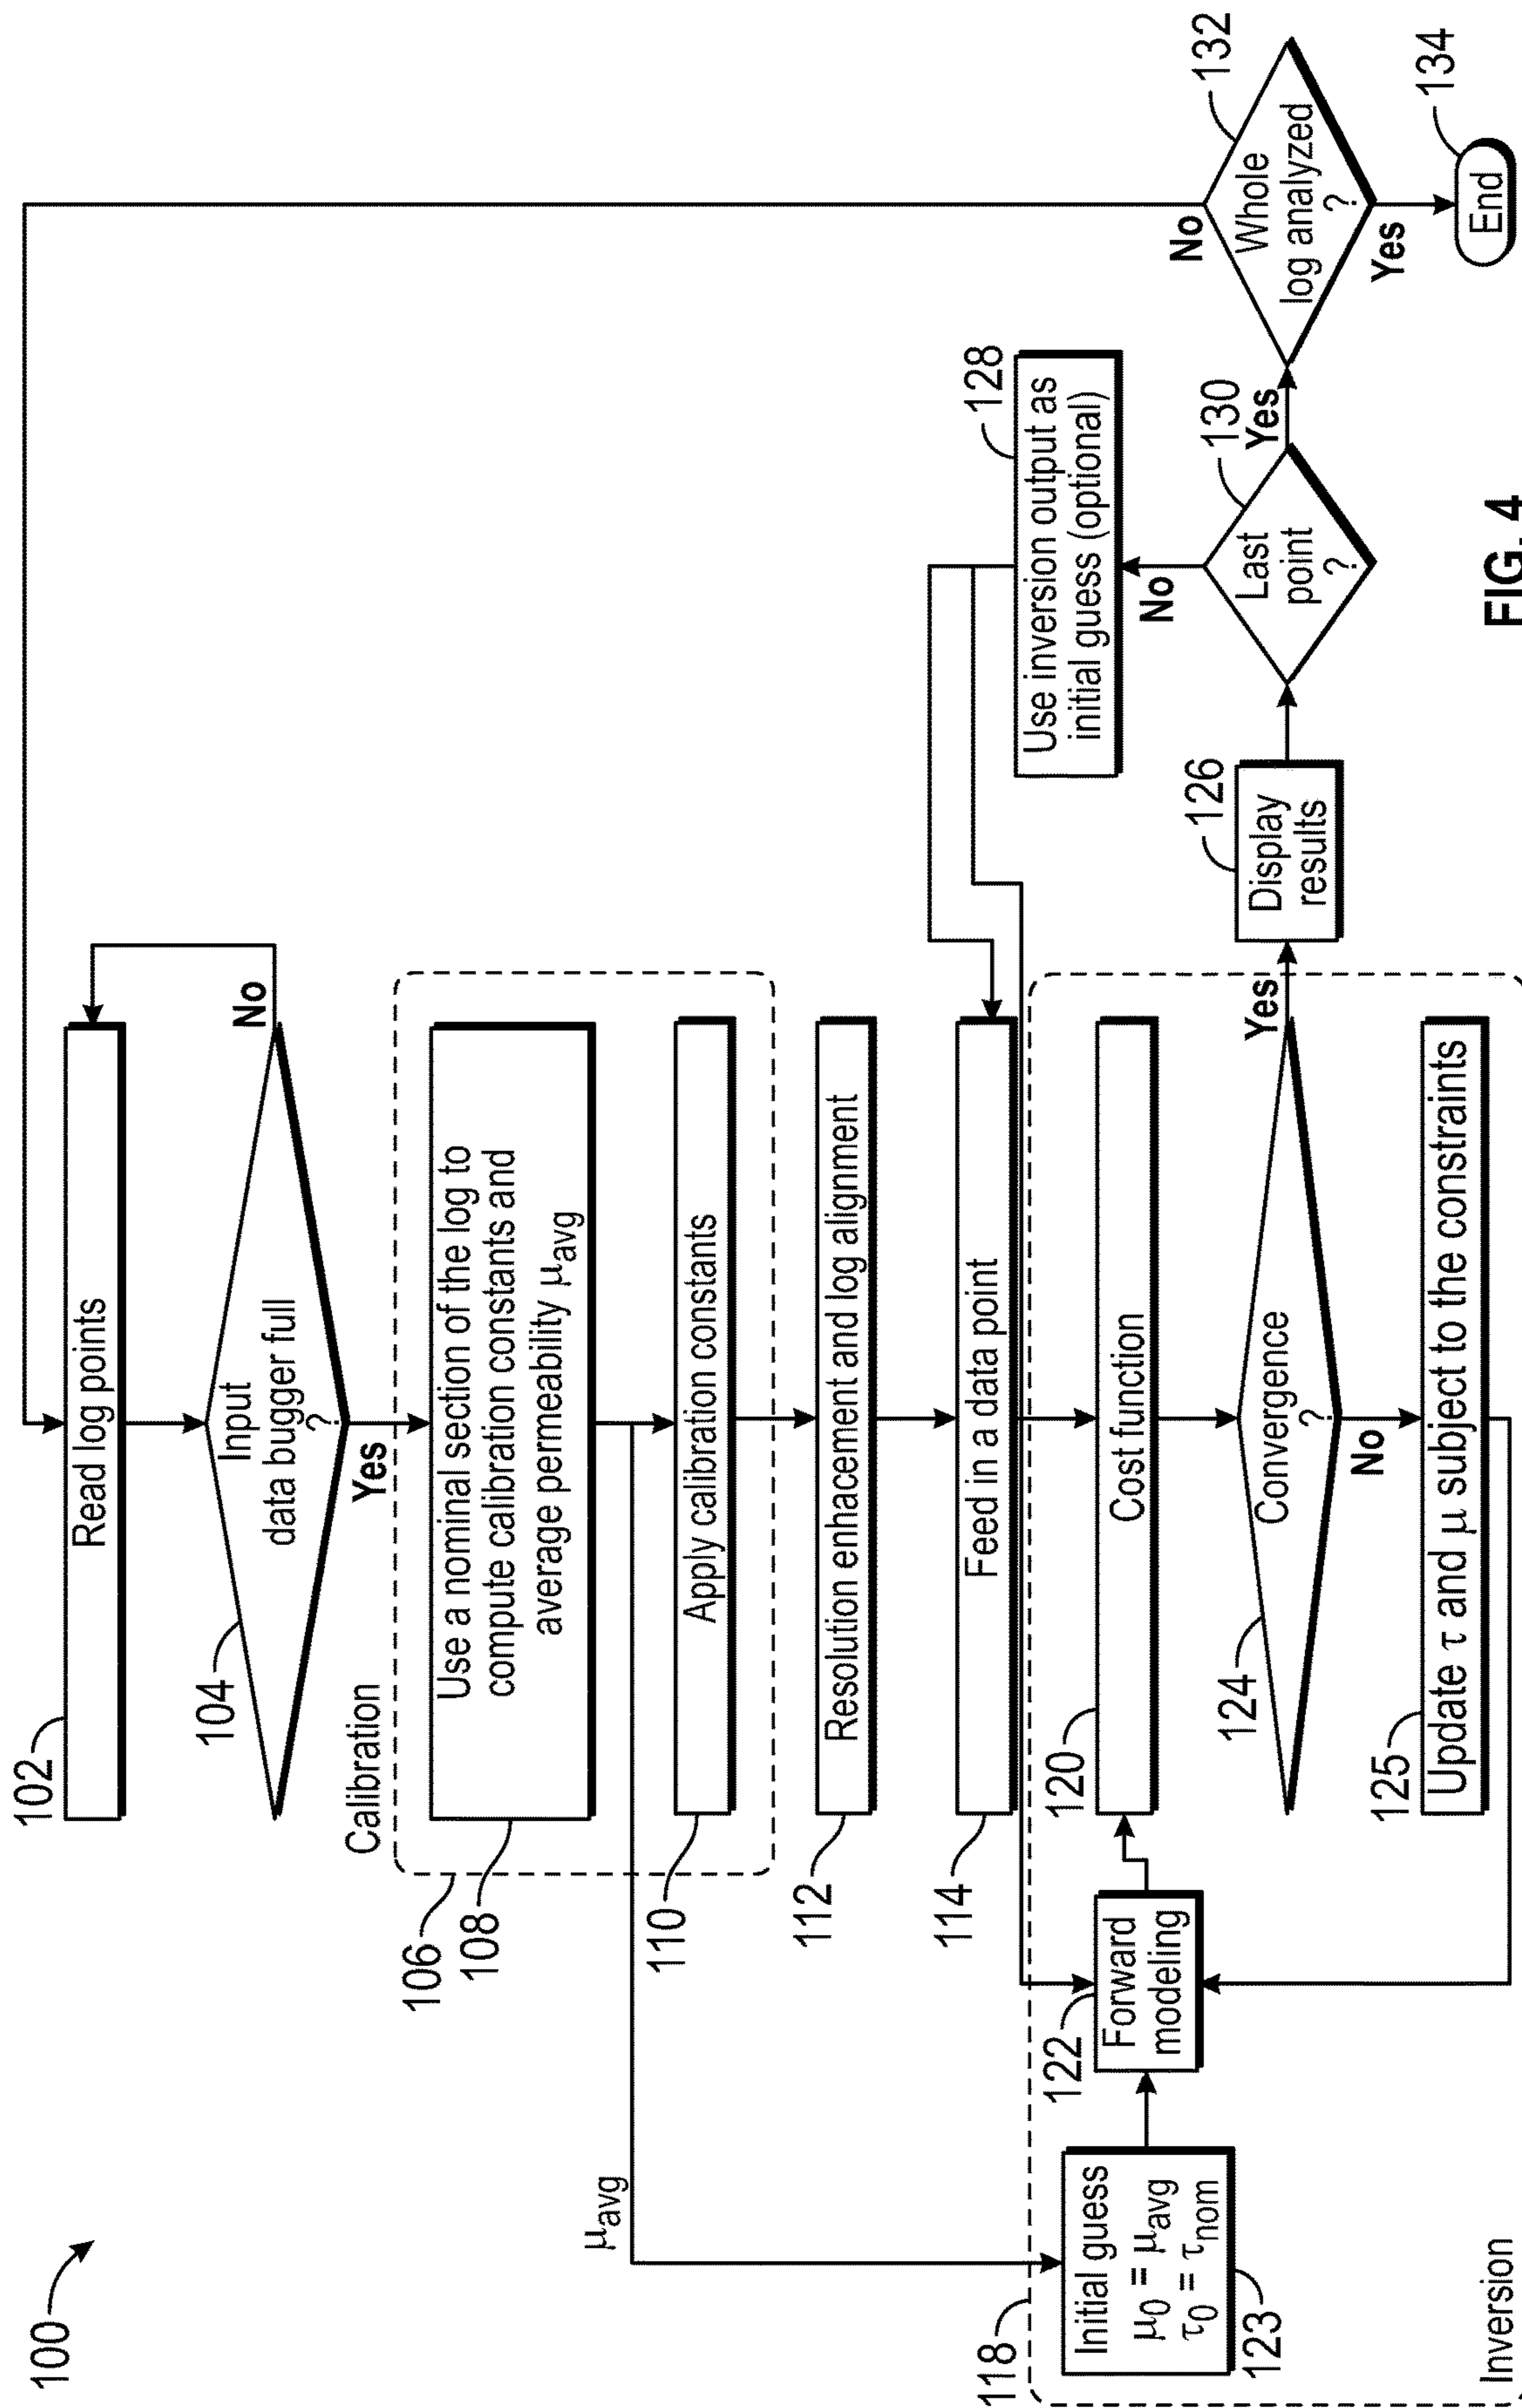 100
102
Read log points
104
Input
data bugger full
?
No
Yes
Calibration
106
108
Use a nominal section of the log to
compute calibration constants and
average permeability μavg
110
Apply calibration constants
μavg
112
Resolution enhacement and log alignment
114
Feed in a data point
118
Initial guess
μ0 = μavg
τ0 = τnom
123
122
Forward
modeling
120
Cost function
124
Convergence
?
Yes
No
125
Update τ and μ subject to the constraints
Inversion
126
Display
results
128
Use inversion output as
initial guess (optional)
130
Last
point
?
No
Yes
132
Whole
log analyzed
?
No
Yes
134
End
FIG. 4